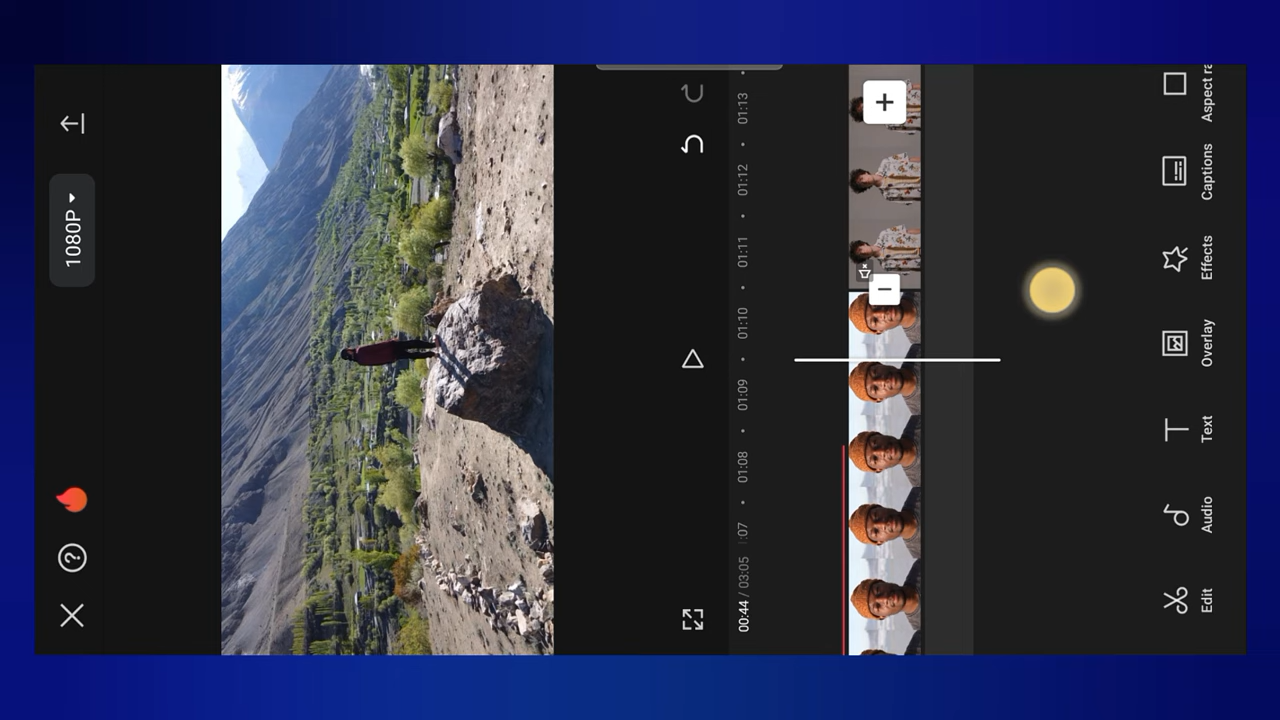 1080P
00:44 / 03:05
:07
01:08
01:09
01:10
01:11
01:12
01:13
Edit
Audio
Text
Overlay
Effects
Captions
Aspect ra